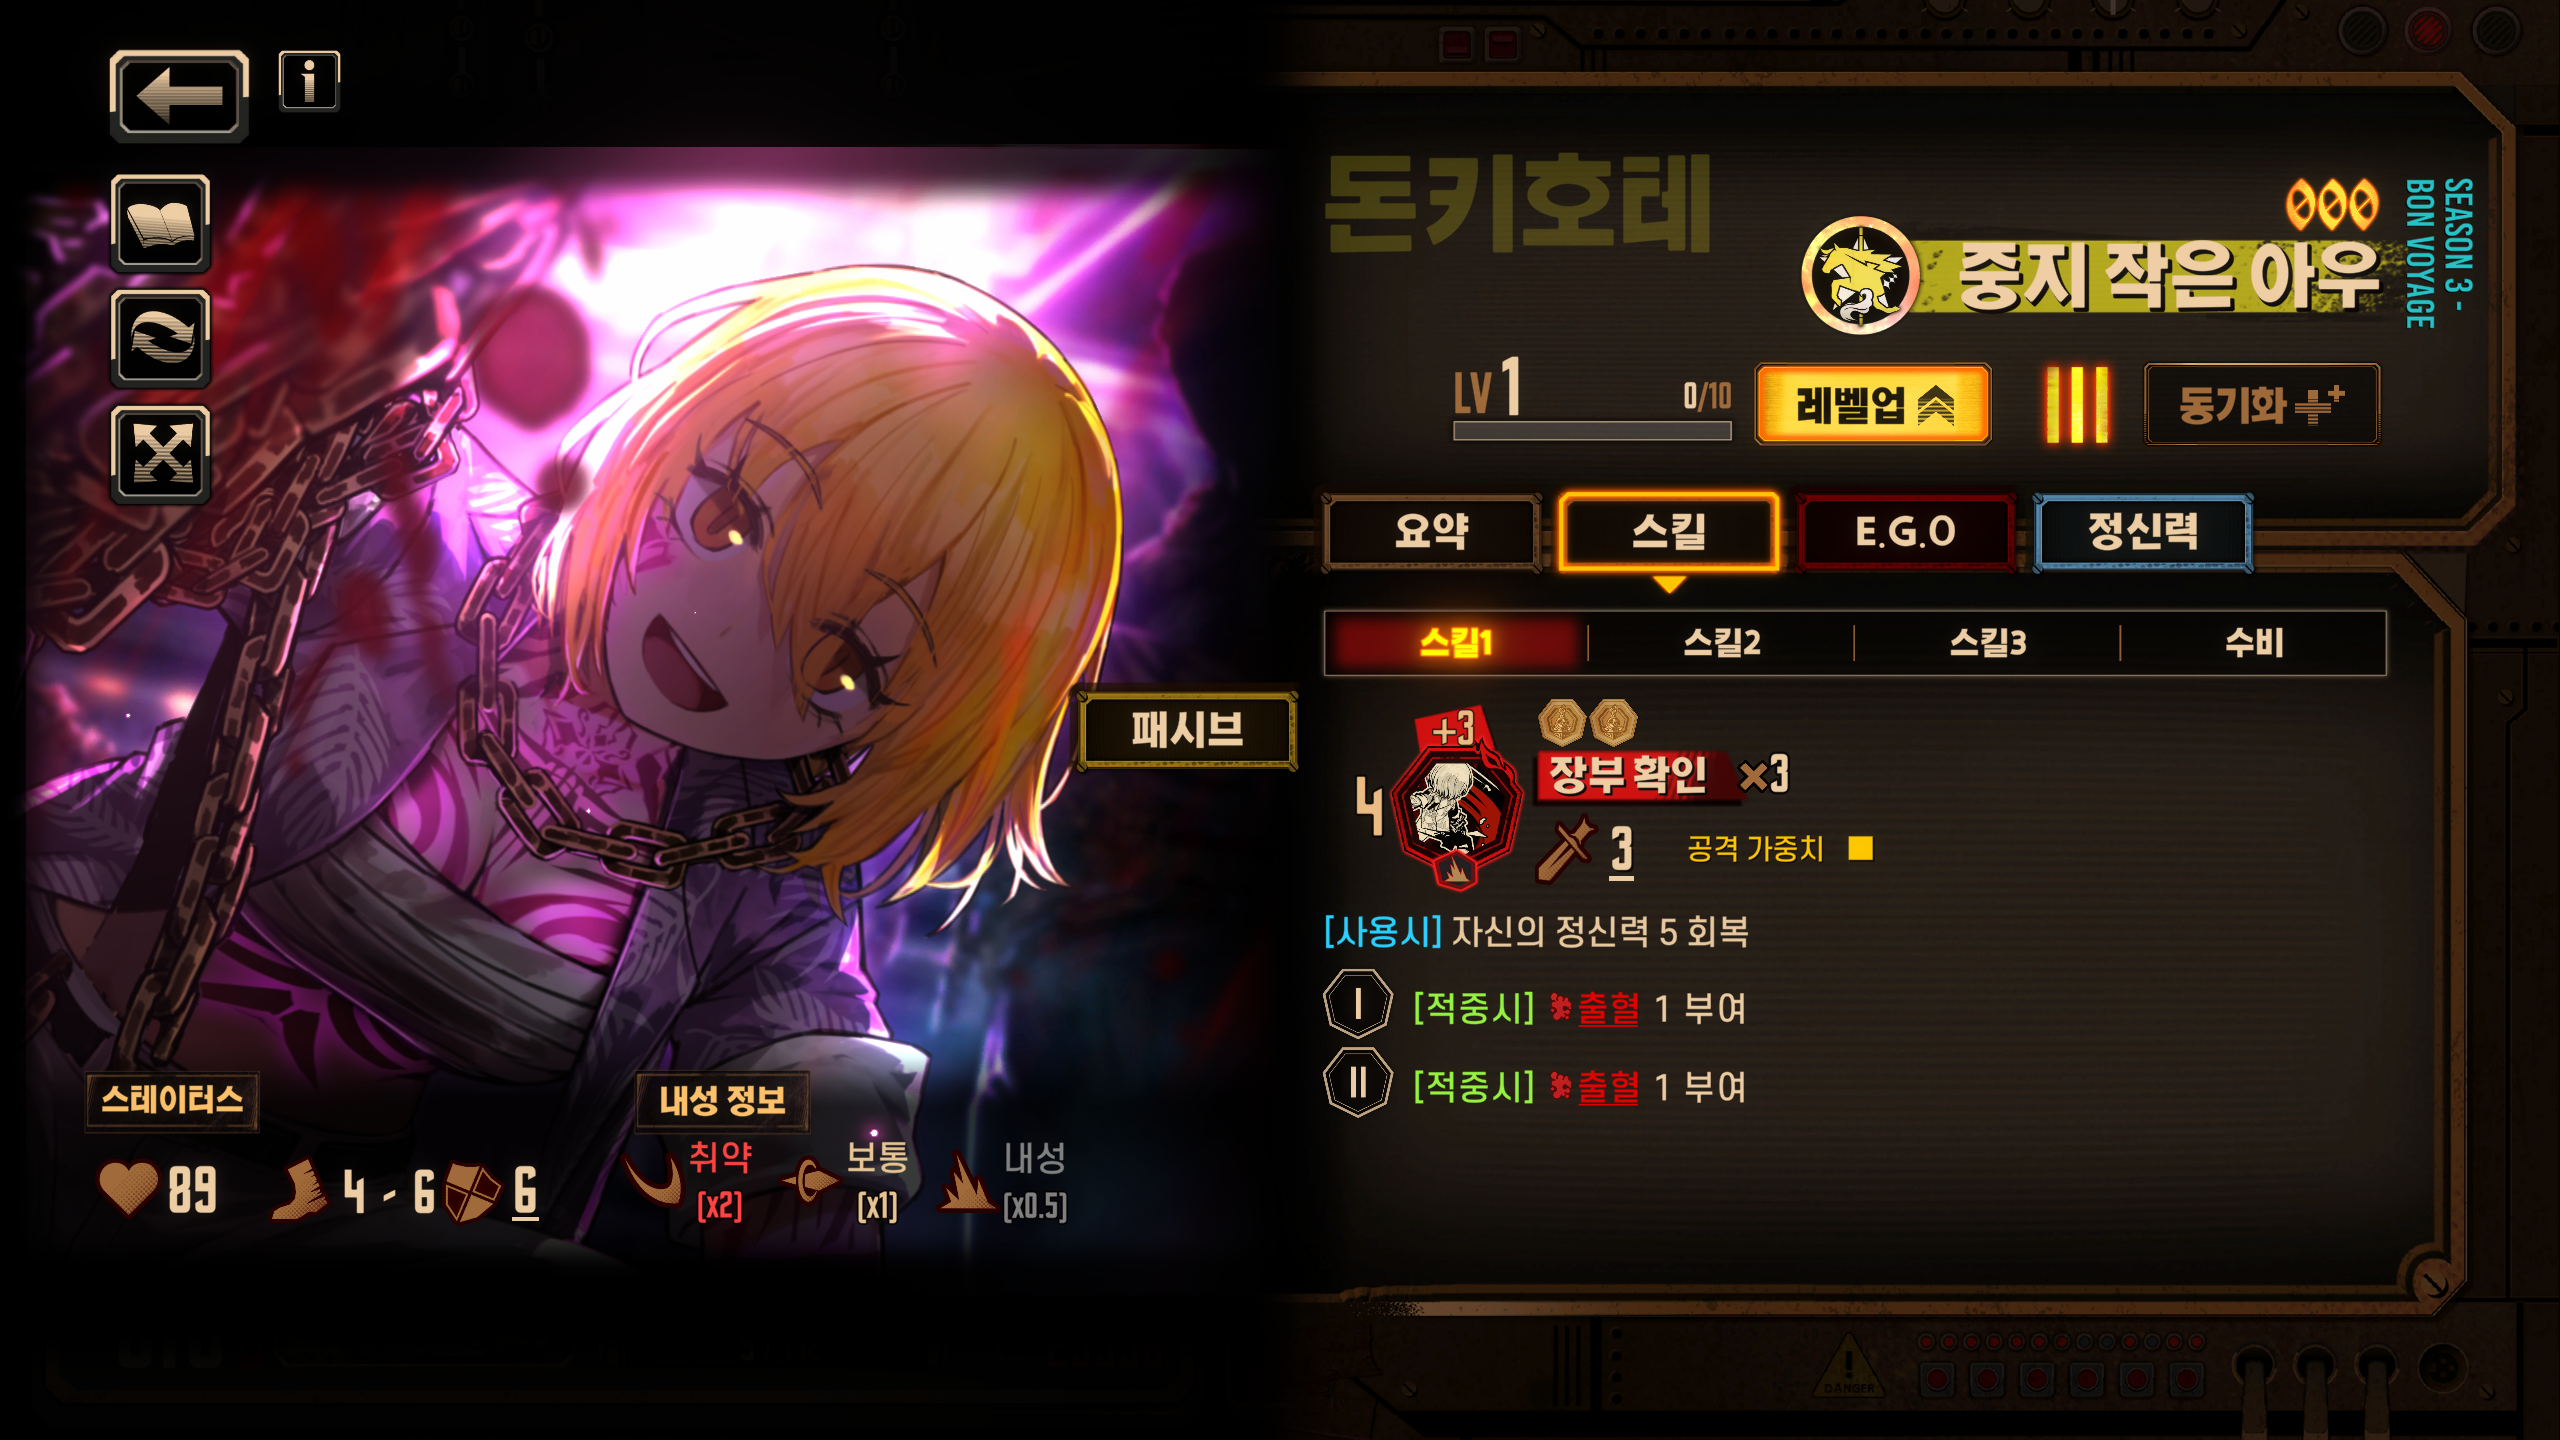 돈키호테
중지 작은 아우
SEASON 3 -
BON VOYAGE
LV 1
0/10
레벨업
동기화
요약
스킬
E.G.O
정신력
스킬1
스킬2
스킬3
수비
패시브
+3
4
장부 확인 ×3
3
공격 가중치
[사용시] 자신의 정신력 5 회복
I [적중시] 출혈 1 부여
II [적중시] 출혈 1 부여
스테이터스
89
4 - 6
6
내성 정보
취약
[x2]
보통
[x1]
내성
[x0.5]
DANGER